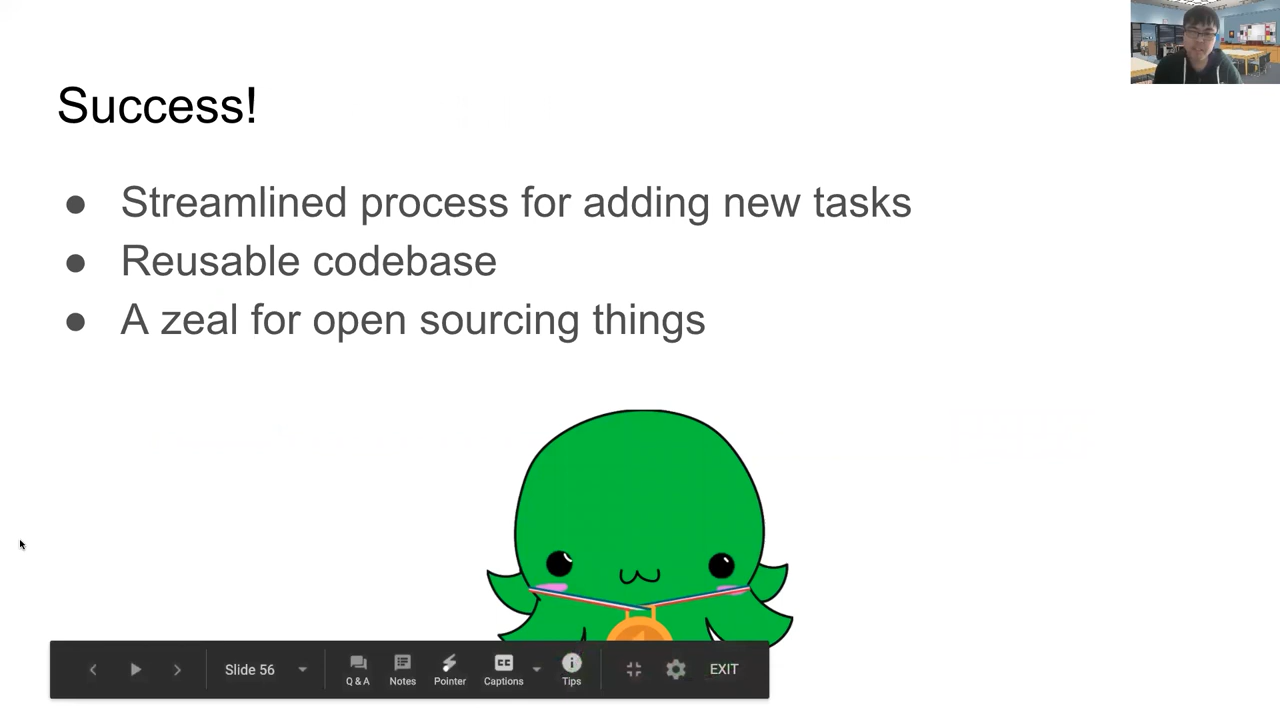 Success!
● Streamlined process for adding new tasks
● Reusable codebase
● A zeal for open sourcing things
Slide 56
Q & A
Notes
Pointer
CC
Captions
Tips
EXIT